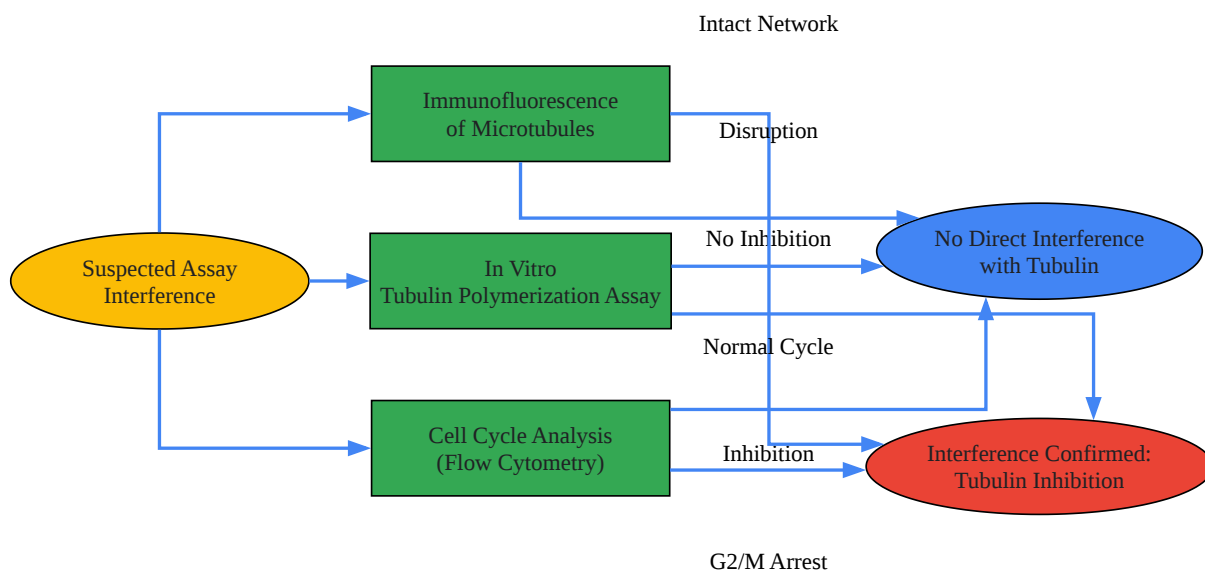 Intact Network
Immunofluorescence
of Microtubules
Disruption
Suspected Assay
Interference
In Vitro
Tubulin Polymerization Assay
No Inhibition
No Direct Interference
with Tubulin
Normal Cycle
Cell Cycle Analysis
(Flow Cytometry)
Inhibition
Interference Confirmed:
Tubulin Inhibition
G2/M Arrest